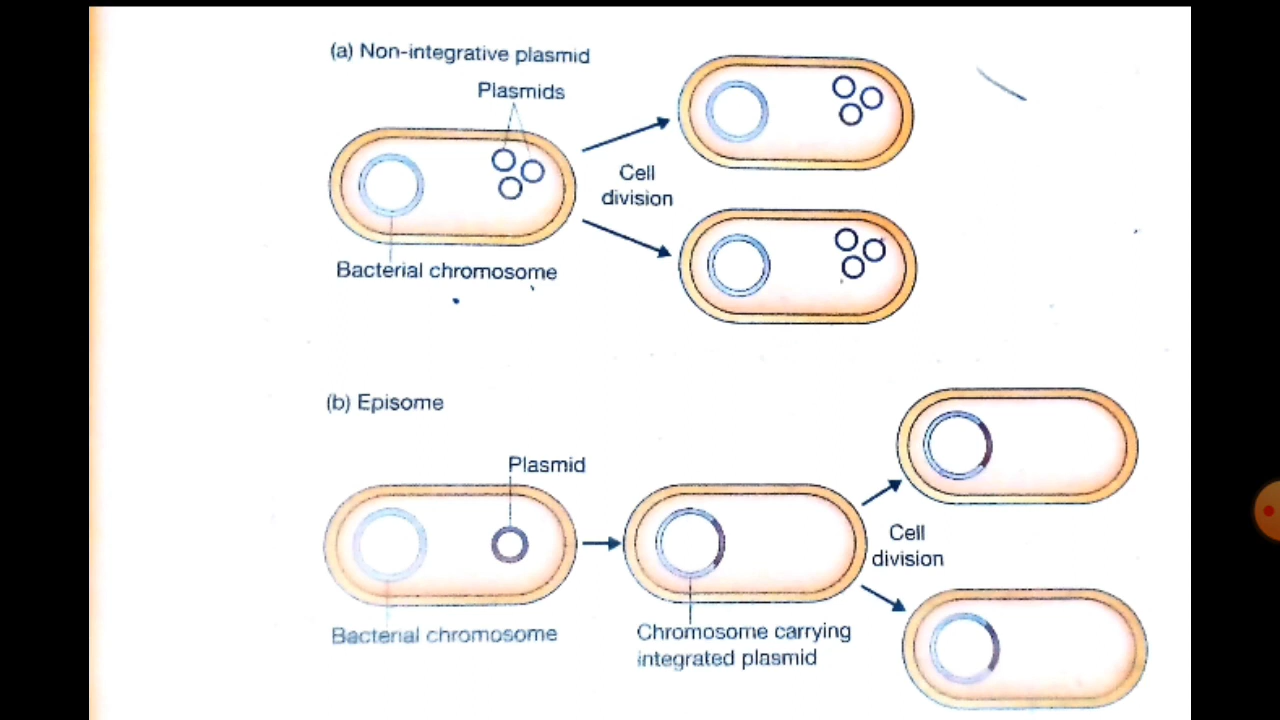 (a) Non-integrative plasmid
Plasmids
Cell
division
Bacterial chromosome
(b) Episome
Plasmid
Cell
division
Bacterial chromosome
Chromosome carrying
integrated plasmid